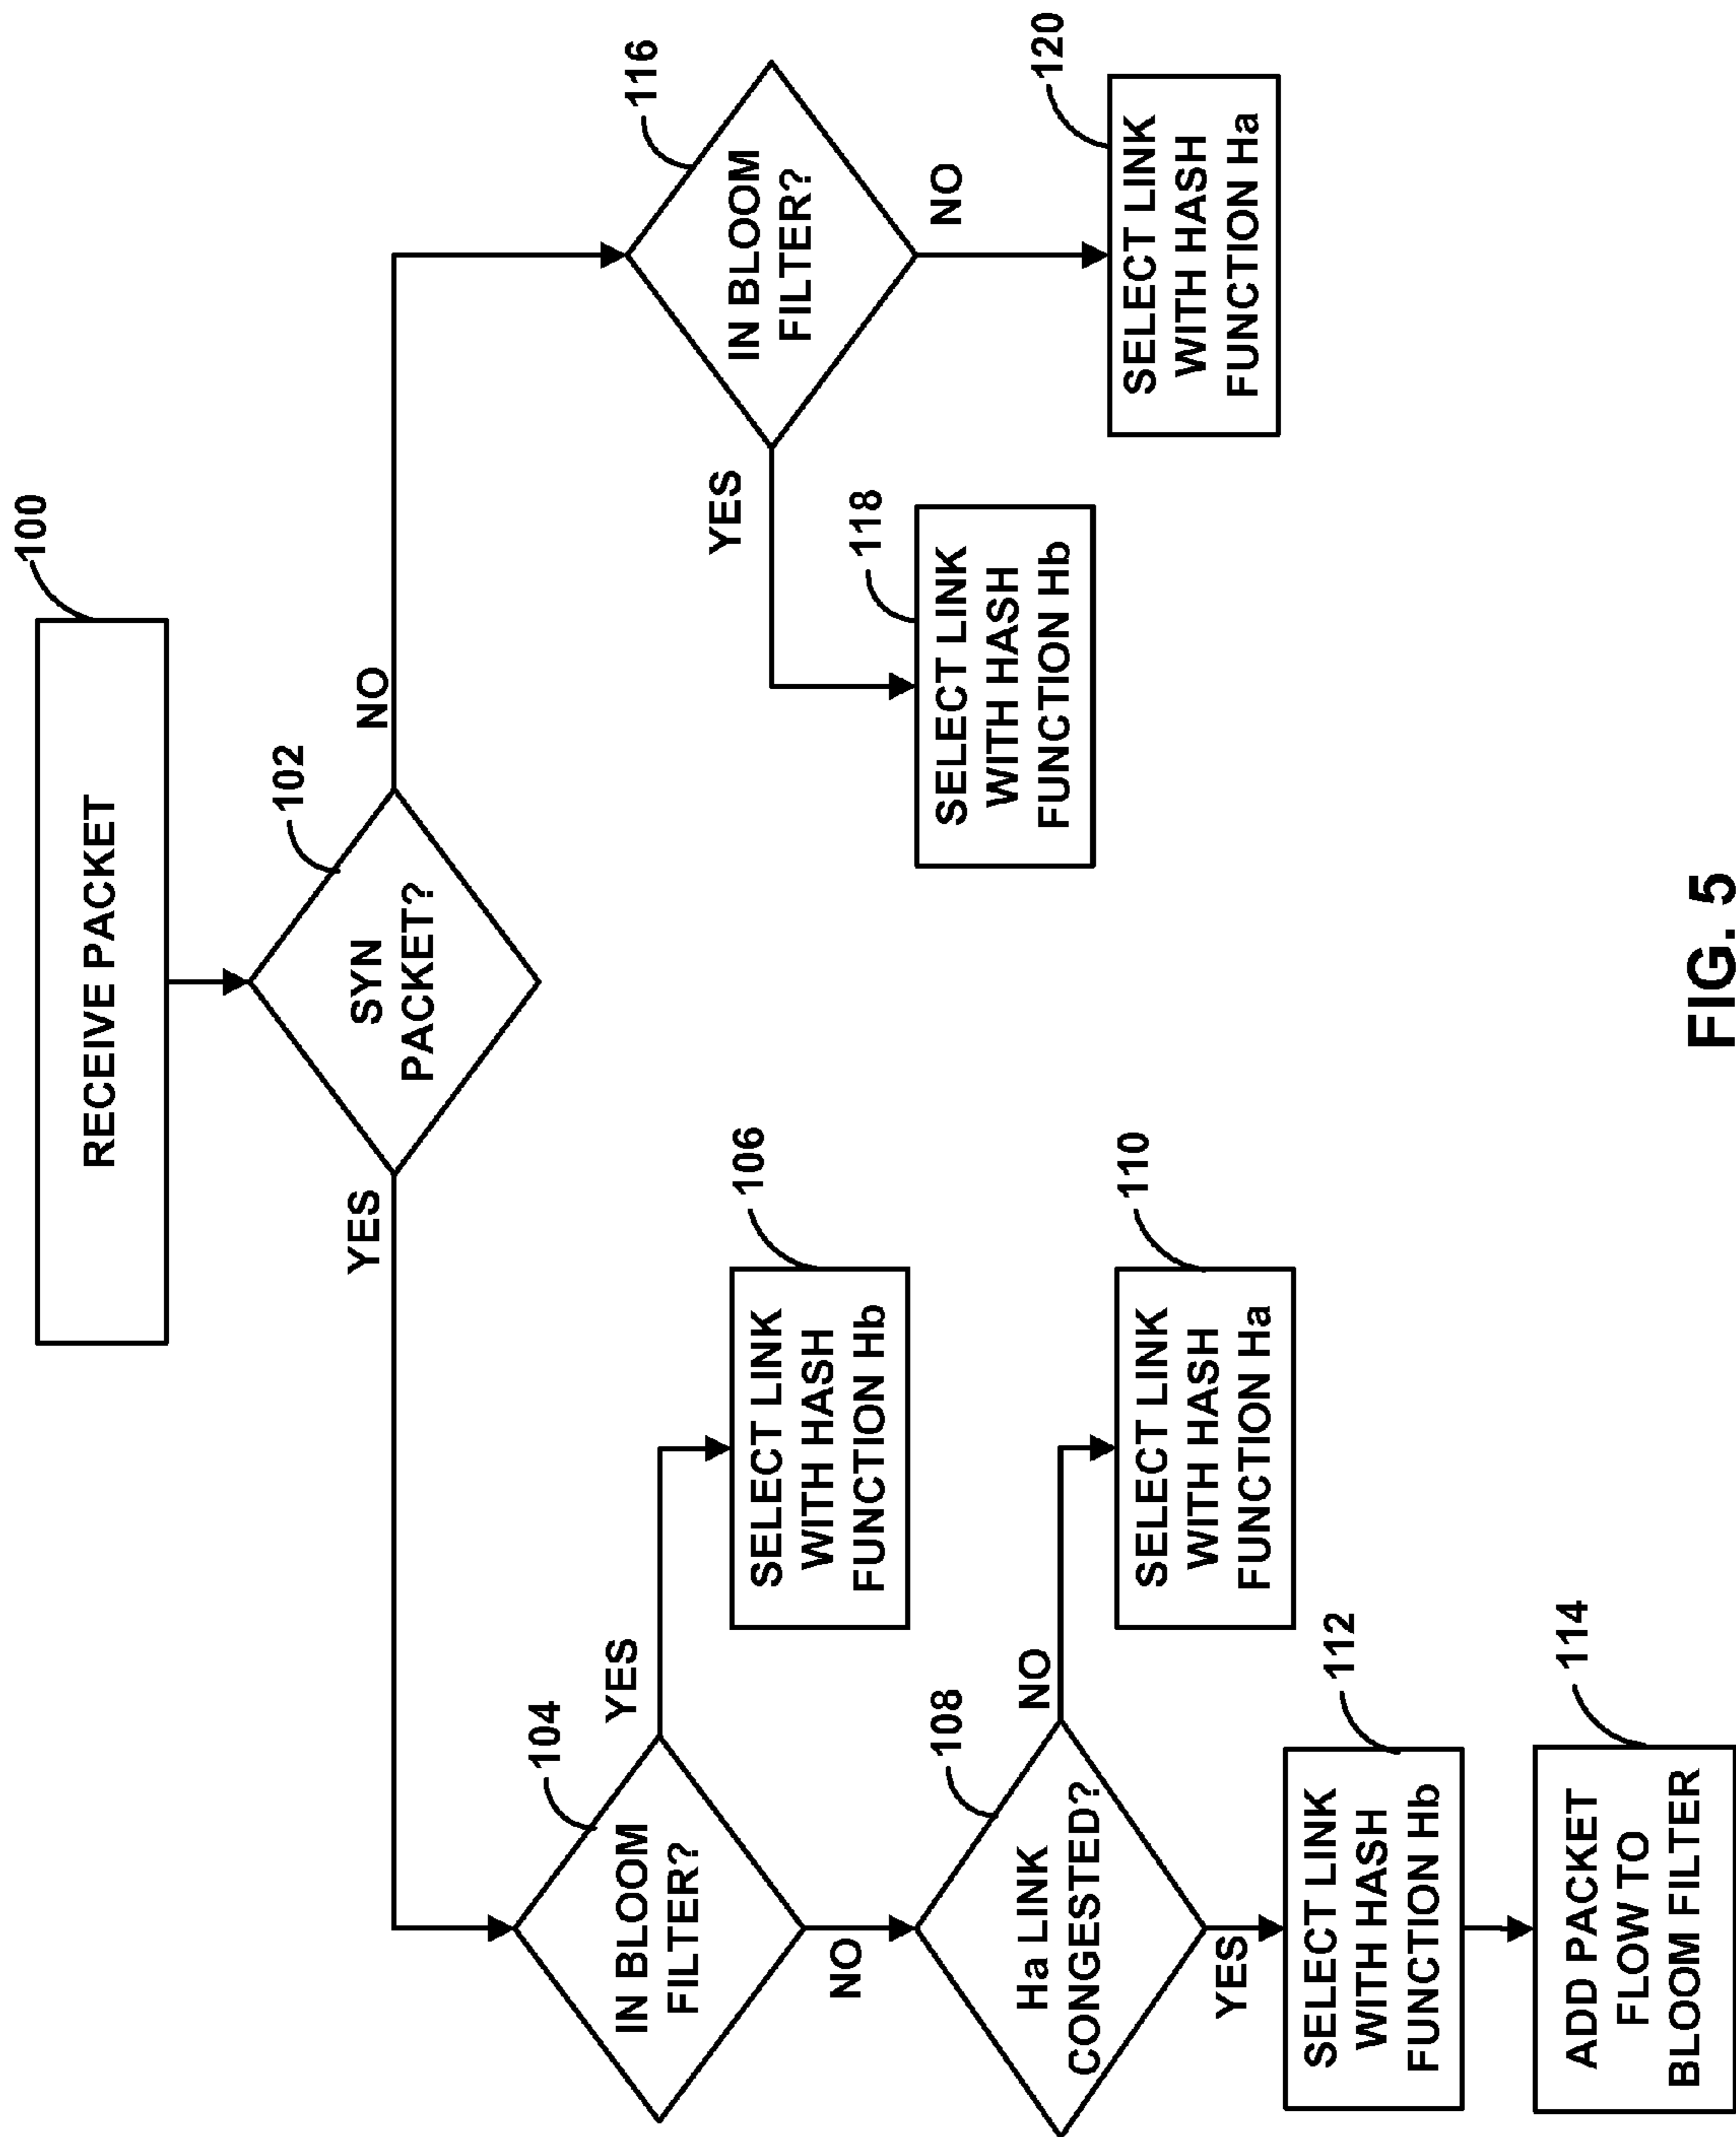 RECEIVE PACKET
100
SYN
PACKET?
102
YES
NO
IN BLOOM
FILTER?
104
YES
NO
SELECT LINK
WITH HASH
FUNCTION Hb
106
Ha LINK
CONGESTED?
108
NO
YES
SELECT LINK
WITH HASH
FUNCTION Ha
110
SELECT LINK
WITH HASH
FUNCTION Hb
112
ADD PACKET
FLOW TO
BLOOM FILTER
114
IN BLOOM
FILTER?
116
YES
NO
SELECT LINK
WITH HASH
FUNCTION Hb
118
SELECT LINK
WITH HASH
FUNCTION Ha
120
FIG. 5